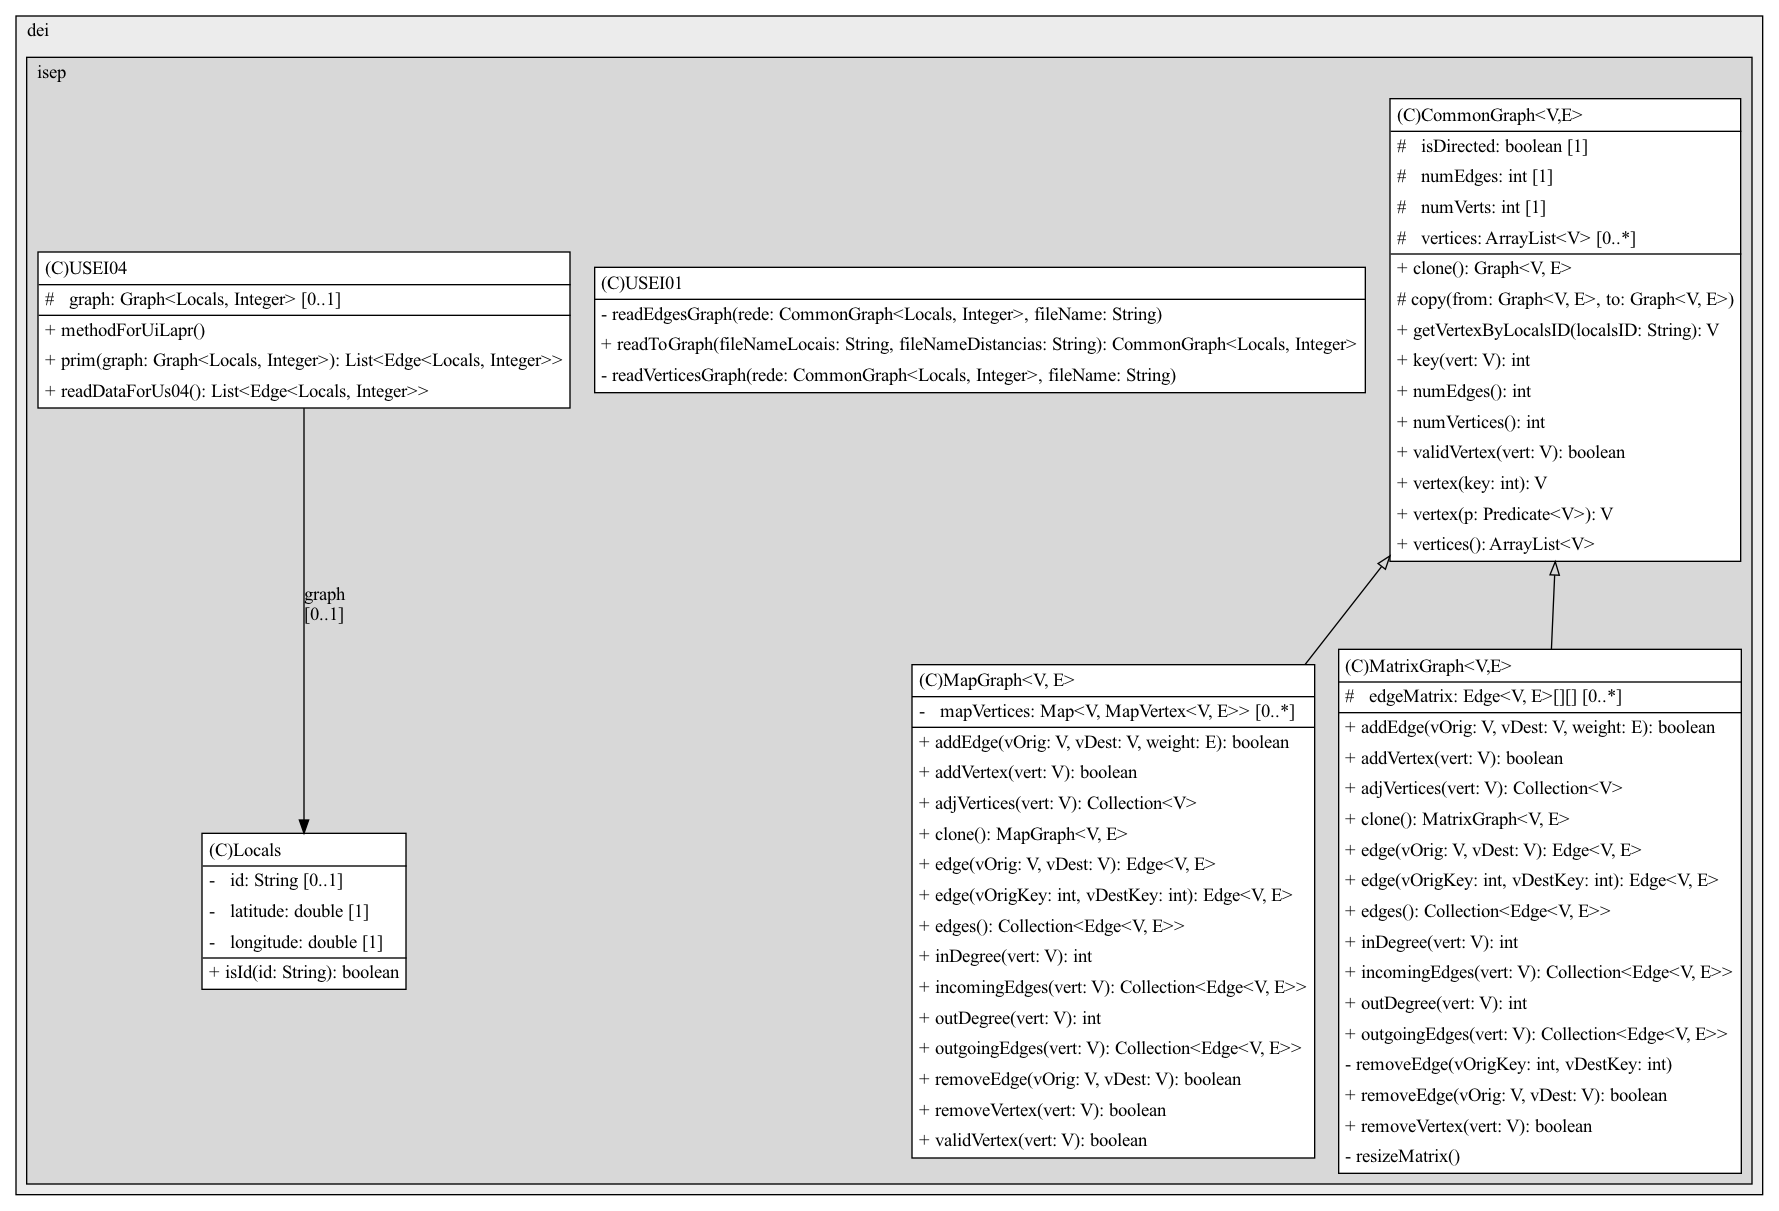 dei
isep
(C)USEI04
#   graph: Graph<Locals, Integer> [0..1]
+ methodForUiLapr()
+ prim(graph: Graph<Locals, Integer>): List<Edge<Locals, Integer>>
+ readDataForUs04(): List<Edge<Locals, Integer>>
(C)USEI01
- readEdgesGraph(rede: CommonGraph<Locals, Integer>, fileName: String)
+ readToGraph(fileNameLocais: String, fileNameDistancias: String): CommonGraph<Locals, Integer>
- readVerticesGraph(rede: CommonGraph<Locals, Integer>, fileName: String)
(C)CommonGraph<V,E>
#   isDirected: boolean [1]
#   numEdges: int [1]
#   numVerts: int [1]
#   vertices: ArrayList<V> [0..*]
+ clone(): Graph<V, E>
# copy(from: Graph<V, E>, to: Graph<V, E>)
+ getVertexByLocalsID(localsID: String): V
+ key(vert: V): int
+ numEdges(): int
+ numVertices(): int
+ validVertex(vert: V): boolean
+ vertex(key: int): V
+ vertex(p: Predicate<V>): V
+ vertices(): ArrayList<V>
graph
[0..1]
(C)Locals
-   id: String [0..1]
-   latitude: double [1]
-   longitude: double [1]
+ isId(id: String): boolean
(C)MapGraph<V, E>
-   mapVertices: Map<V, MapVertex<V, E>> [0..*]
+ addEdge(vOrig: V, vDest: V, weight: E): boolean
+ addVertex(vert: V): boolean
+ adjVertices(vert: V): Collection<V>
+ clone(): MapGraph<V, E>
+ edge(vOrig: V, vDest: V): Edge<V, E>
+ edge(vOrigKey: int, vDestKey: int): Edge<V, E>
+ edges(): Collection<Edge<V, E>>
+ inDegree(vert: V): int
+ incomingEdges(vert: V): Collection<Edge<V, E>>
+ outDegree(vert: V): int
+ outgoingEdges(vert: V): Collection<Edge<V, E>>
+ removeEdge(vOrig: V, vDest: V): boolean
+ removeVertex(vert: V): boolean
+ validVertex(vert: V): boolean
(C)MatrixGraph<V,E>
#   edgeMatrix: Edge<V, E>[][] [0..*]
+ addEdge(vOrig: V, vDest: V, weight: E): boolean
+ addVertex(vert: V): boolean
+ adjVertices(vert: V): Collection<V>
+ clone(): MatrixGraph<V, E>
+ edge(vOrig: V, vDest: V): Edge<V, E>
+ edge(vOrigKey: int, vDestKey: int): Edge<V, E>
+ edges(): Collection<Edge<V, E>>
+ inDegree(vert: V): int
+ incomingEdges(vert: V): Collection<Edge<V, E>>
+ outDegree(vert: V): int
+ outgoingEdges(vert: V): Collection<Edge<V, E>>
- removeEdge(vOrigKey: int, vDestKey: int)
+ removeEdge(vOrig: V, vDest: V): boolean
+ removeVertex(vert: V): boolean
- resizeMatrix()